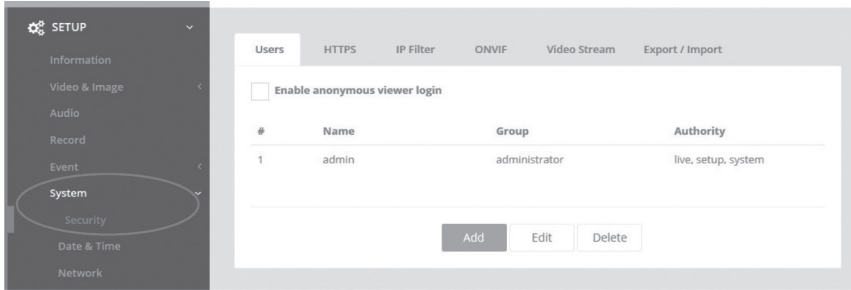 SETUP
Information
Video & Image
Audio
Record
Event
System
Security
Date & Time
Network
Users HTTPS IP Filter ONVIF Video Stream Export / Import
Enable anonymous viewer login
# Name Group Authority
1 admin administrator live, setup, system
Add Edit Delete